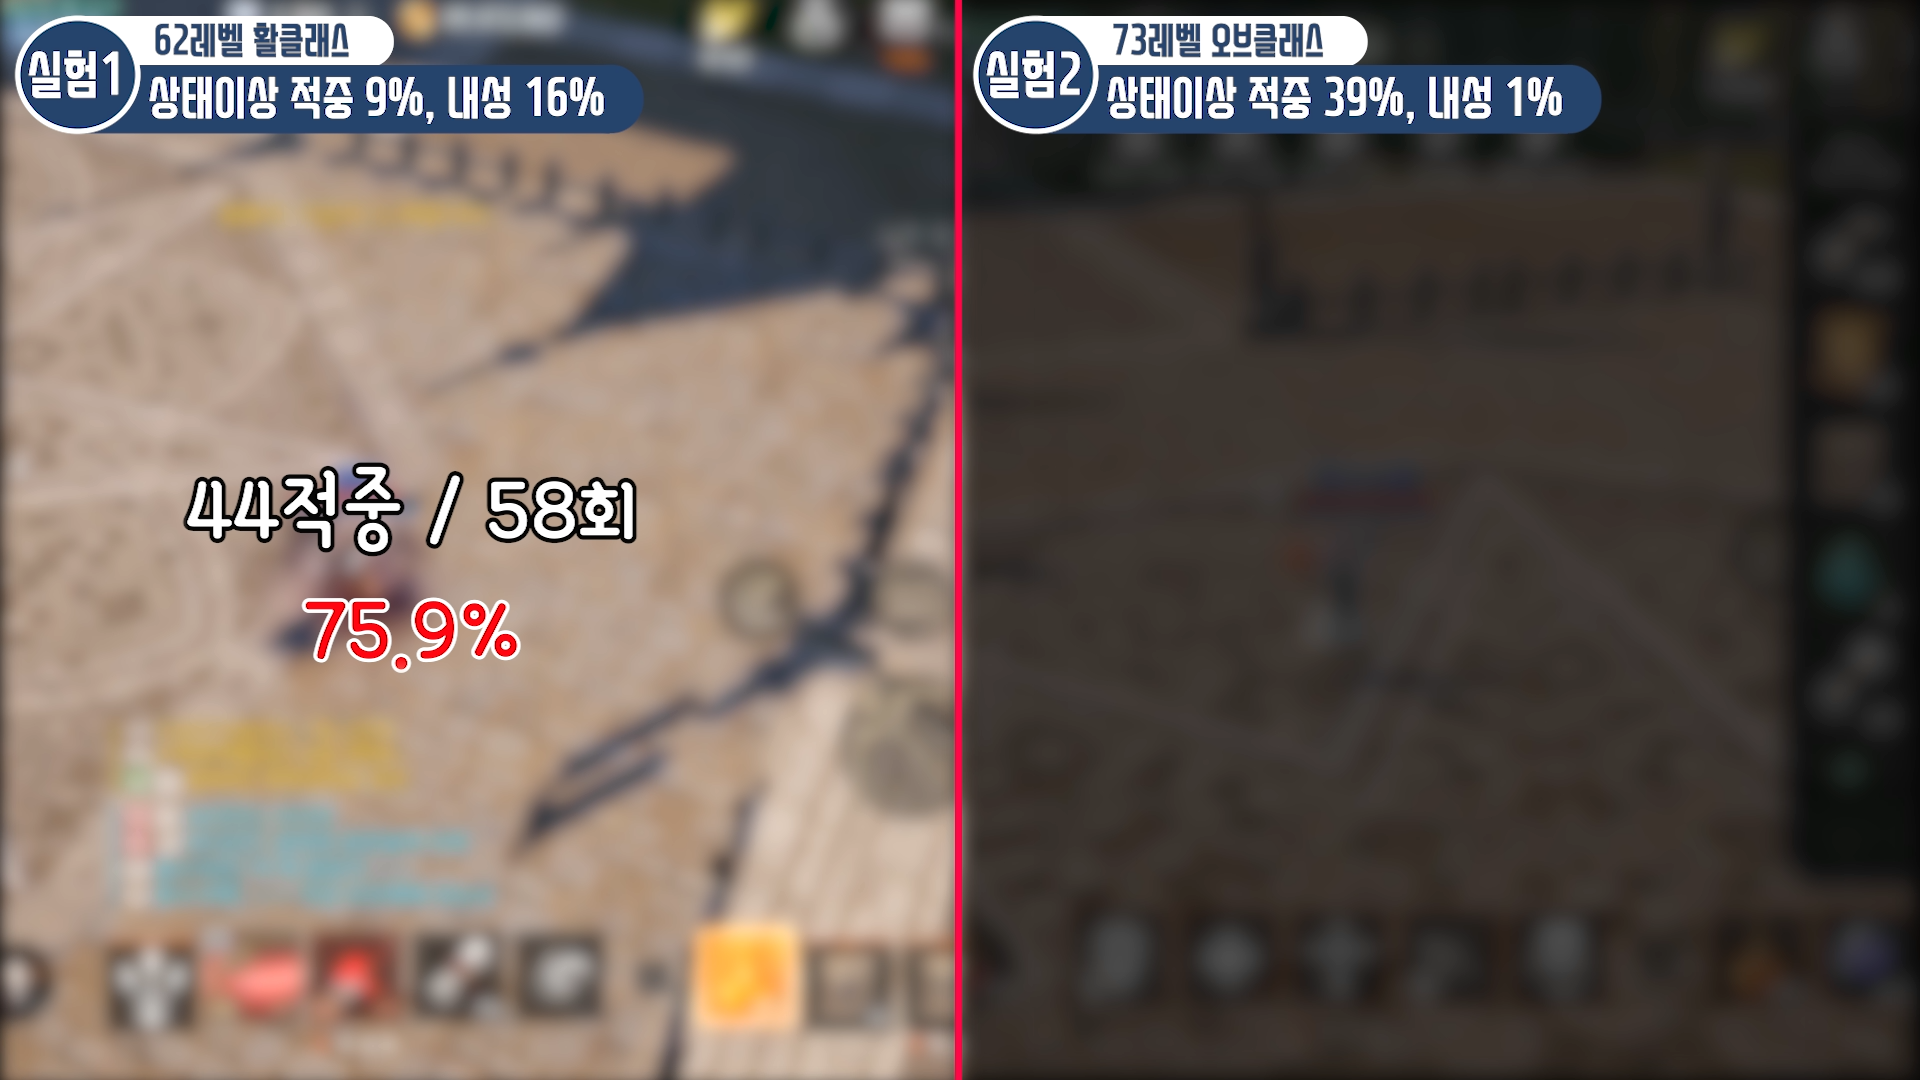 실험1
62레벨 활클래스
상태이상 적중 9%, 내성 16%
44적중 / 58회
75.9%
실험2
73레벨 오브클래스
상태이상 적중 39%, 내성 1%